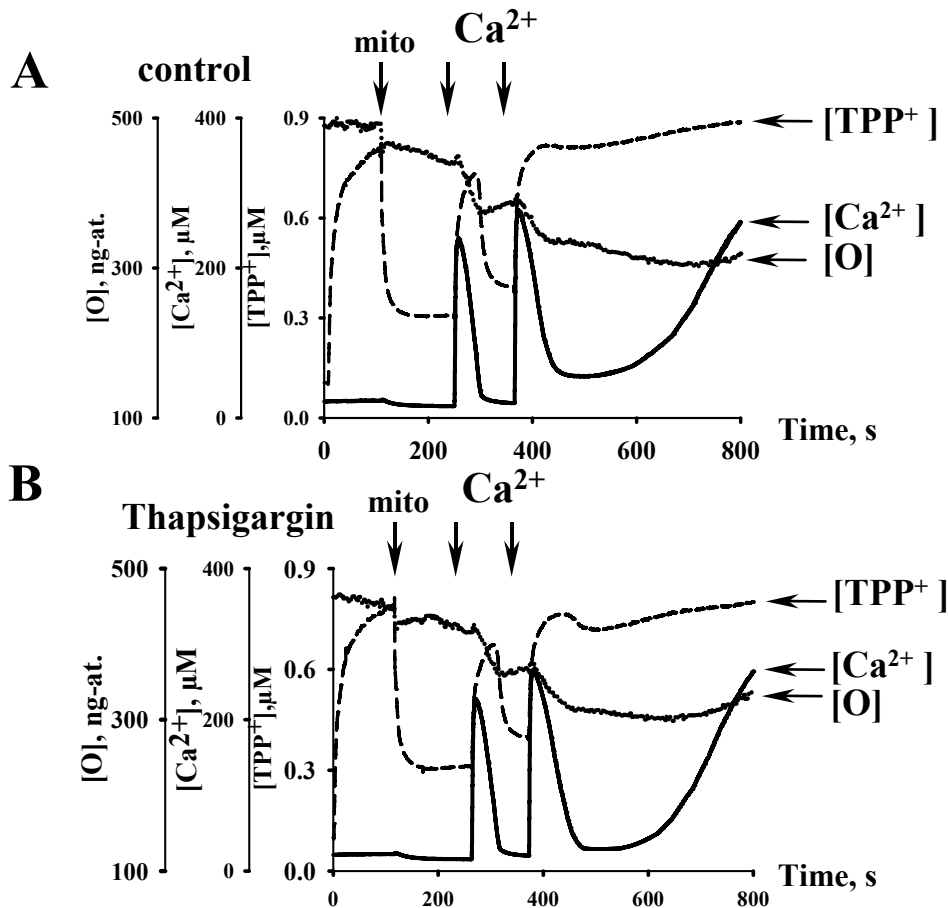 A
control
mito
Ca²⁺
[O], ng-at.
500
300
100
[Ca²⁺], µM
400
200
0
[TPP⁺],µM
0.9
0.6
0.3
0.0
0
200
400
600
800
Time, s
[TPP⁺ ]
[Ca²⁺ ]
[O]
B
Thapsigargin
mito
Ca²⁺
[O], ng-at.
500
300
100
[Ca²⁺], µM
400
200
0
[TPP⁺],µM
0.9
0.6
0.3
0.0
0
200
400
600
800
Time, s
[TPP⁺ ]
[Ca²⁺ ]
[O]